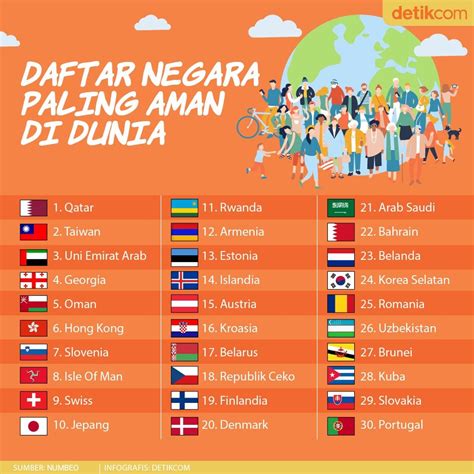 detikcom
DAFTAR NEGARA
PALING AMAN
DI DUNIA
1. Qatar
2. Taiwan
3. Uni Emirat Arab
4. Georgia
5. Oman
6. Hong Kong
7. Slovenia
8. Isle Of Man
9. Swiss
10. Jepang
11. Rwanda
12. Armenia
13. Estonia
14. Islandia
15. Austria
16. Kroasia
17. Belarus
18. Republik Ceko
19. Finlandia
20. Denmark
21. Arab Saudi
22. Bahrain
23. Belanda
24. Korea Selatan
25. Romania
26. Uzbekistan
27. Brunei
28. Kuba
29. Slovakia
30. Portugal
SUMBER: NUMBEO | INFOGRAFIS: DETIKCOM